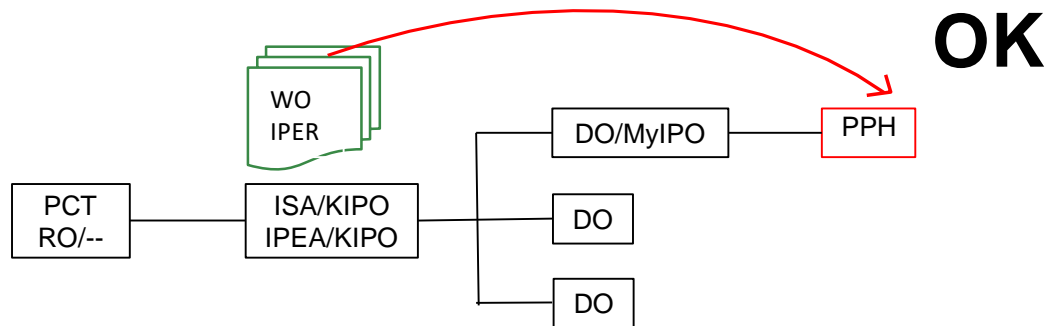 OK
WO
IPER
DO/MyIPO
PPH
PCT
RO/--
ISA/KIPO
IPEA/KIPO
DO
DO